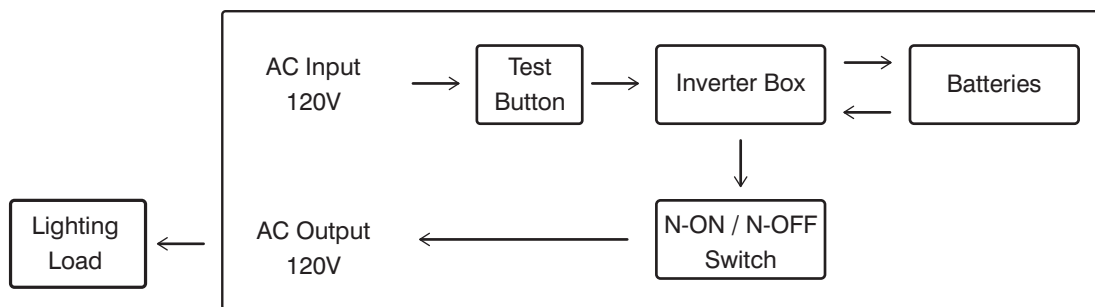 AC Input
120V
Test
Button
Inverter Box
Batteries
Lighting
Load
AC Output
120V
N-ON / N-OFF
Switch